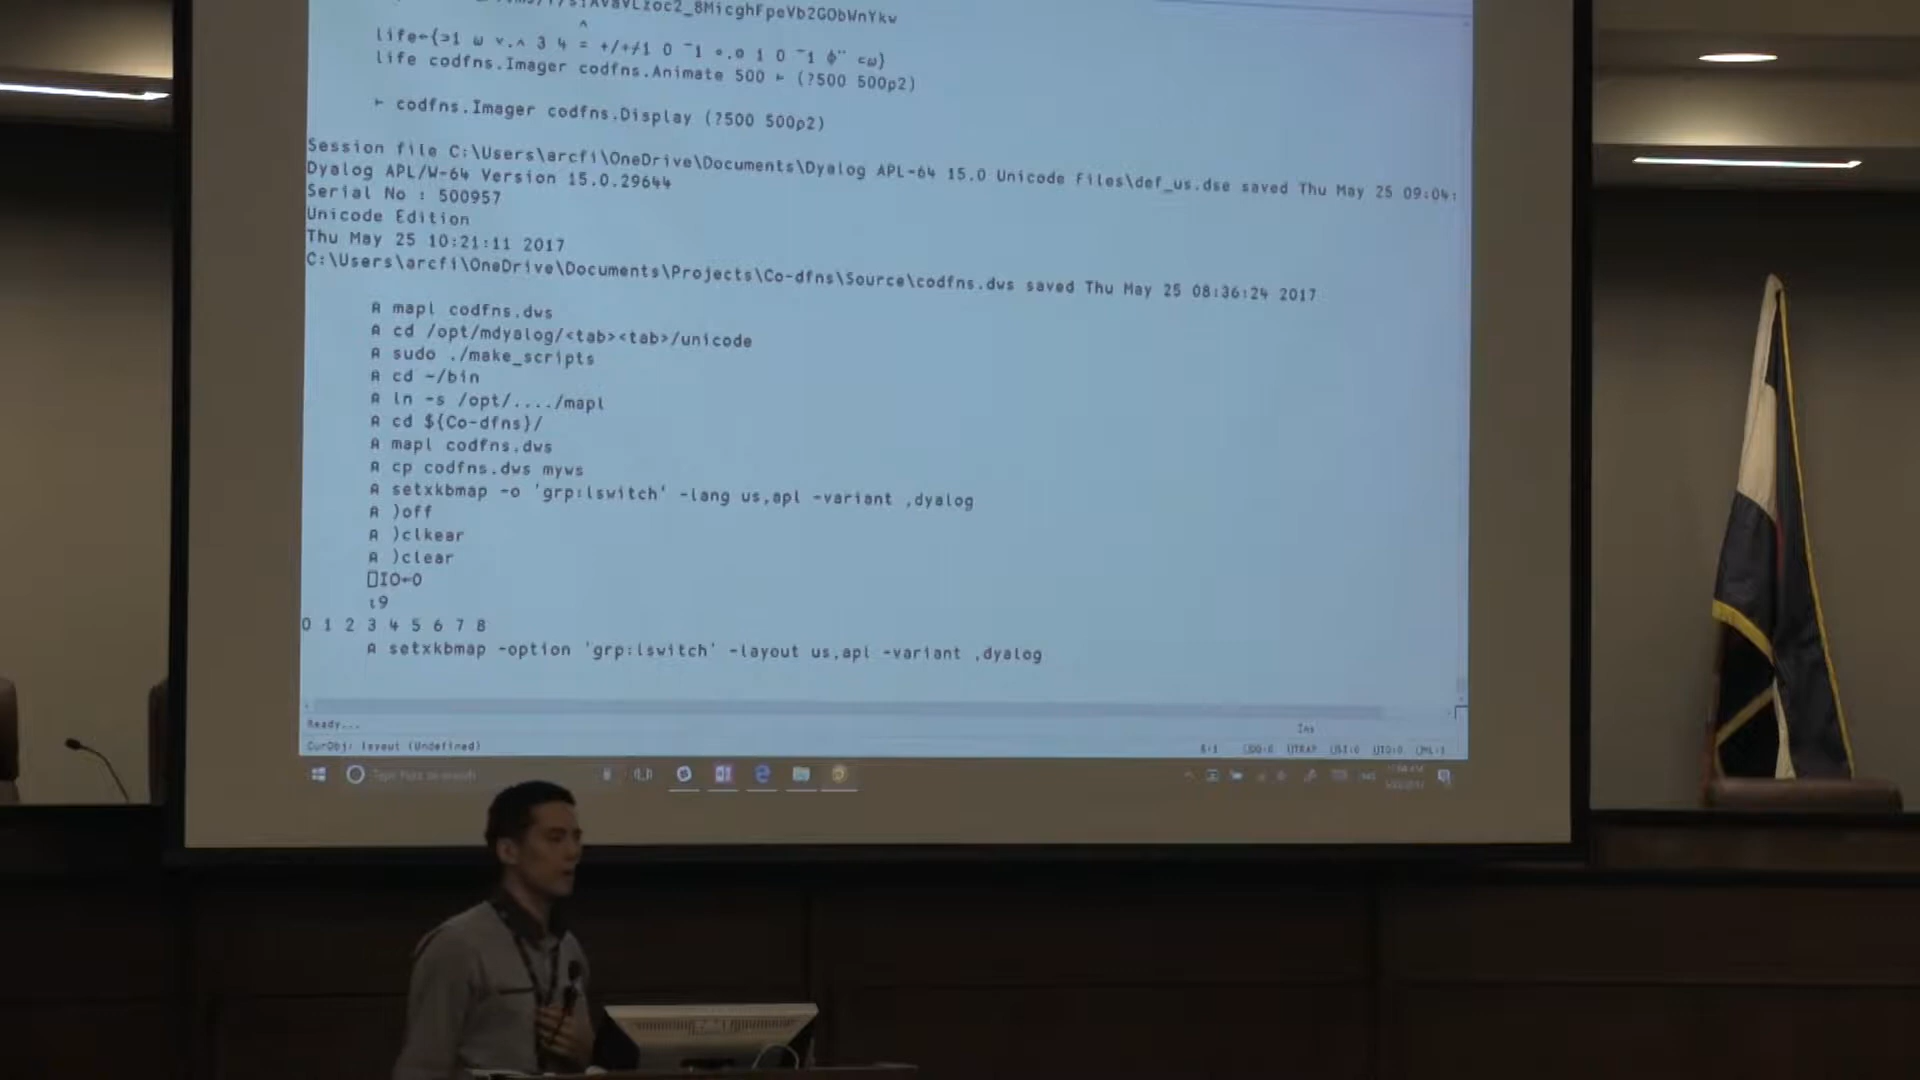 ^
life←{⊃1 ω ∨.∧ 3 4 = +/+⌿1 0 ¯1 ∘.⊖ 1 0 ¯1 ⌽¨ ⊂ω}
life codfns.Imager codfns.Animate 500 ⊢ (?500 500⍴2)
⊢ codfns.Imager codfns.Display (?500 500⍴2)
Session file C:\Users\arcfi\OneDrive\Documents\Dyalog APL-64 15.0 Unicode Files\def_us.dse saved Thu May 25 09:04:
Dyalog APL/W-64 Version 15.0.29644
Serial No : 500957
Unicode Edition
Thu May 25 10:21:11 2017
C:\Users\arcfi\OneDrive\Documents\Projects\Co-dfns\Source\codfns.dws saved Thu May 25 08:36:24 2017
⍝ mapl codfns.dws
⍝ cd /opt/mdyalog/<tab><tab>/unicode
⍝ sudo ./make_scripts
⍝ cd ~/bin
⍝ ln -s /opt/..../mapl
⍝ cd ${Co-dfns}/
⍝ mapl codfns.dws
⍝ cp codfns.dws myws
⍝ setxkbmap -o 'grp:lswitch' -lang us,apl -variant ,dyalog
⍝ )off
⍝ )clkear
⍝ )clear
⎕IO←0
⍳9
0 1 2 3 4 5 6 7 8
⍝ setxkbmap -option 'grp:lswitch' -layout us,apl -variant ,dyalog
Ready...
Ins
CurObj: layout (Undefined)